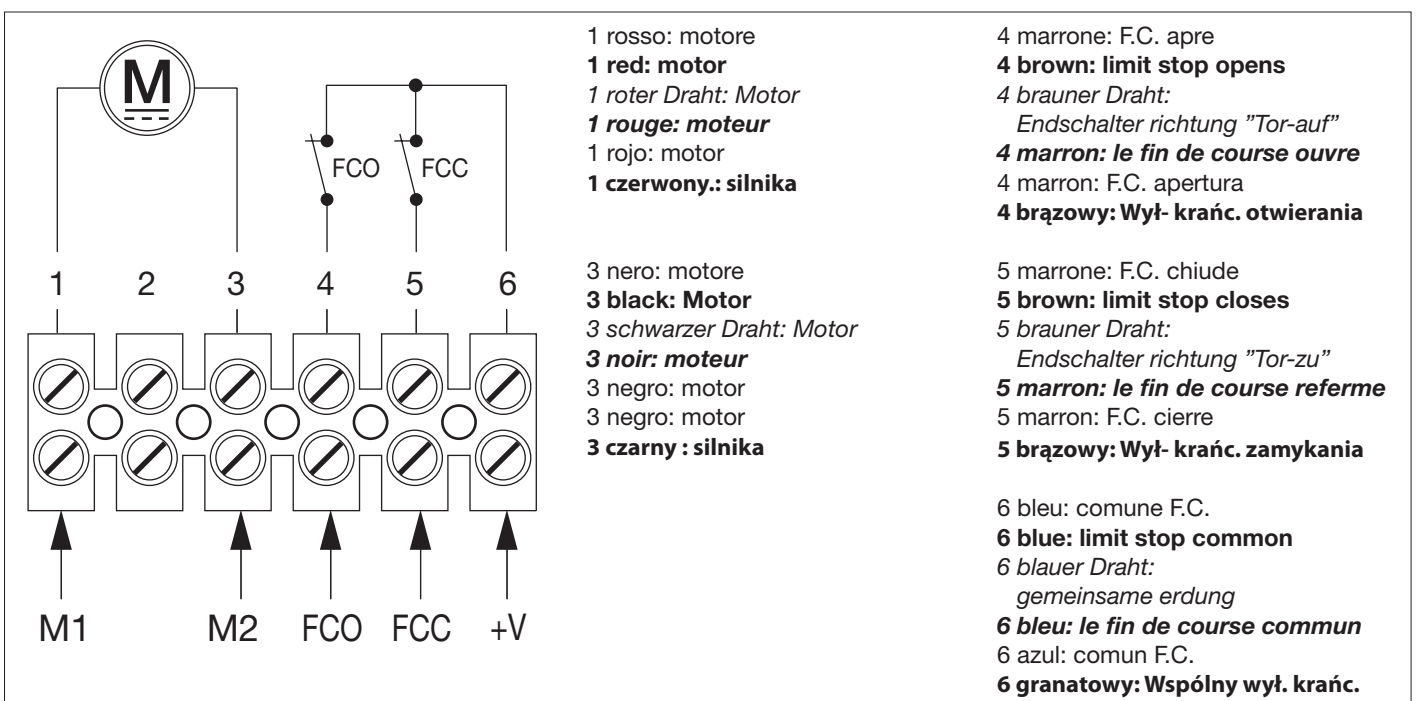 M
FCO FCC
1 2 3 4 5 6
M1 M2 FCO FCC +V
1 rosso: motore
1 red: motor
1 roter Draht: Motor
1 rouge: moteur
1 rojo: motor
1 czerwony.: silnika
3 nero: motore
3 black: Motor
3 schwarzer Draht: Motor
3 noir: moteur
3 negro: motor
3 negro: motor
3 czarny : silnika
4 marrone: F.C. apre
4 brown: limit stop opens
4 brauner Draht:
Endschalter richtung ”Tor-auf”
4 marron: le fin de course ouvre
4 marron: F.C. apertura
4 brązowy: Wył- krańc. otwierania
5 marrone: F.C. chiude
5 brown: limit stop closes
5 brauner Draht:
Endschalter richtung ”Tor-zu”
5 marron: le fin de course referme
5 marron: F.C. cierre
5 brązowy: Wył- krańc. zamykania
6 bleu: comune F.C.
6 blue: limit stop common
6 blauer Draht:
gemeinsame erdung
6 bleu: le fin de course commun
6 azul: comun F.C.
6 granatowy: Wspólny wył. krańc.